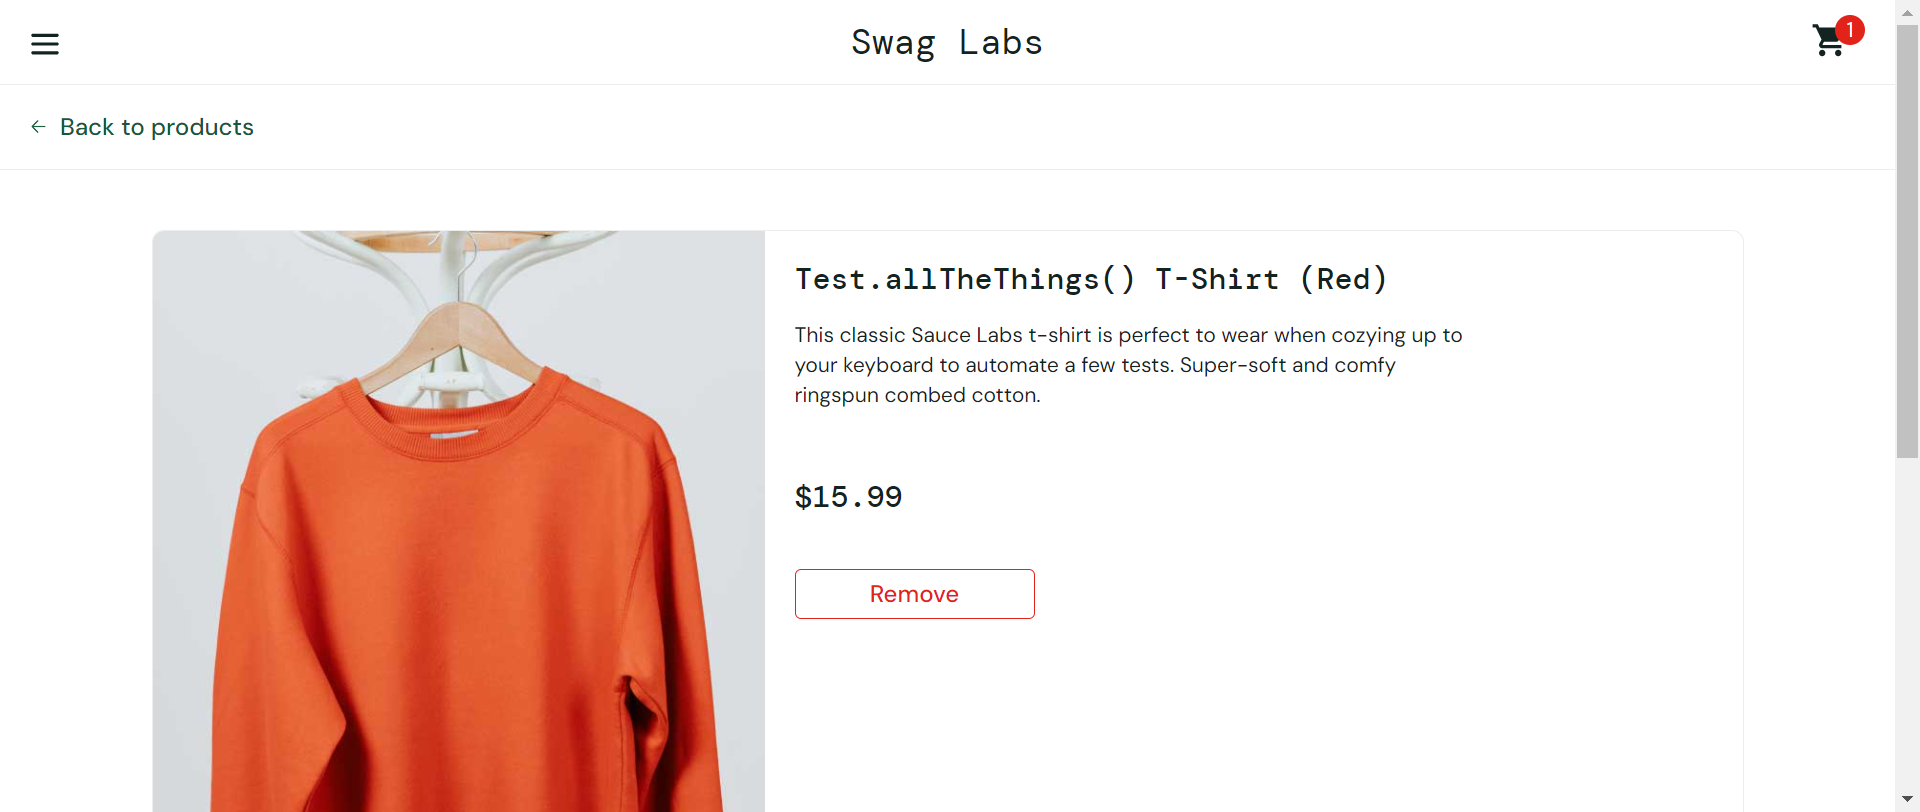 Swag Labs
1
Back to products
Test.allTheThings() T-Shirt (Red)
This classic Sauce Labs t-shirt is perfect to wear when cozying up to
your keyboard to automate a few tests. Super-soft and comfy
ringspun combed cotton.
$15.99
Remove